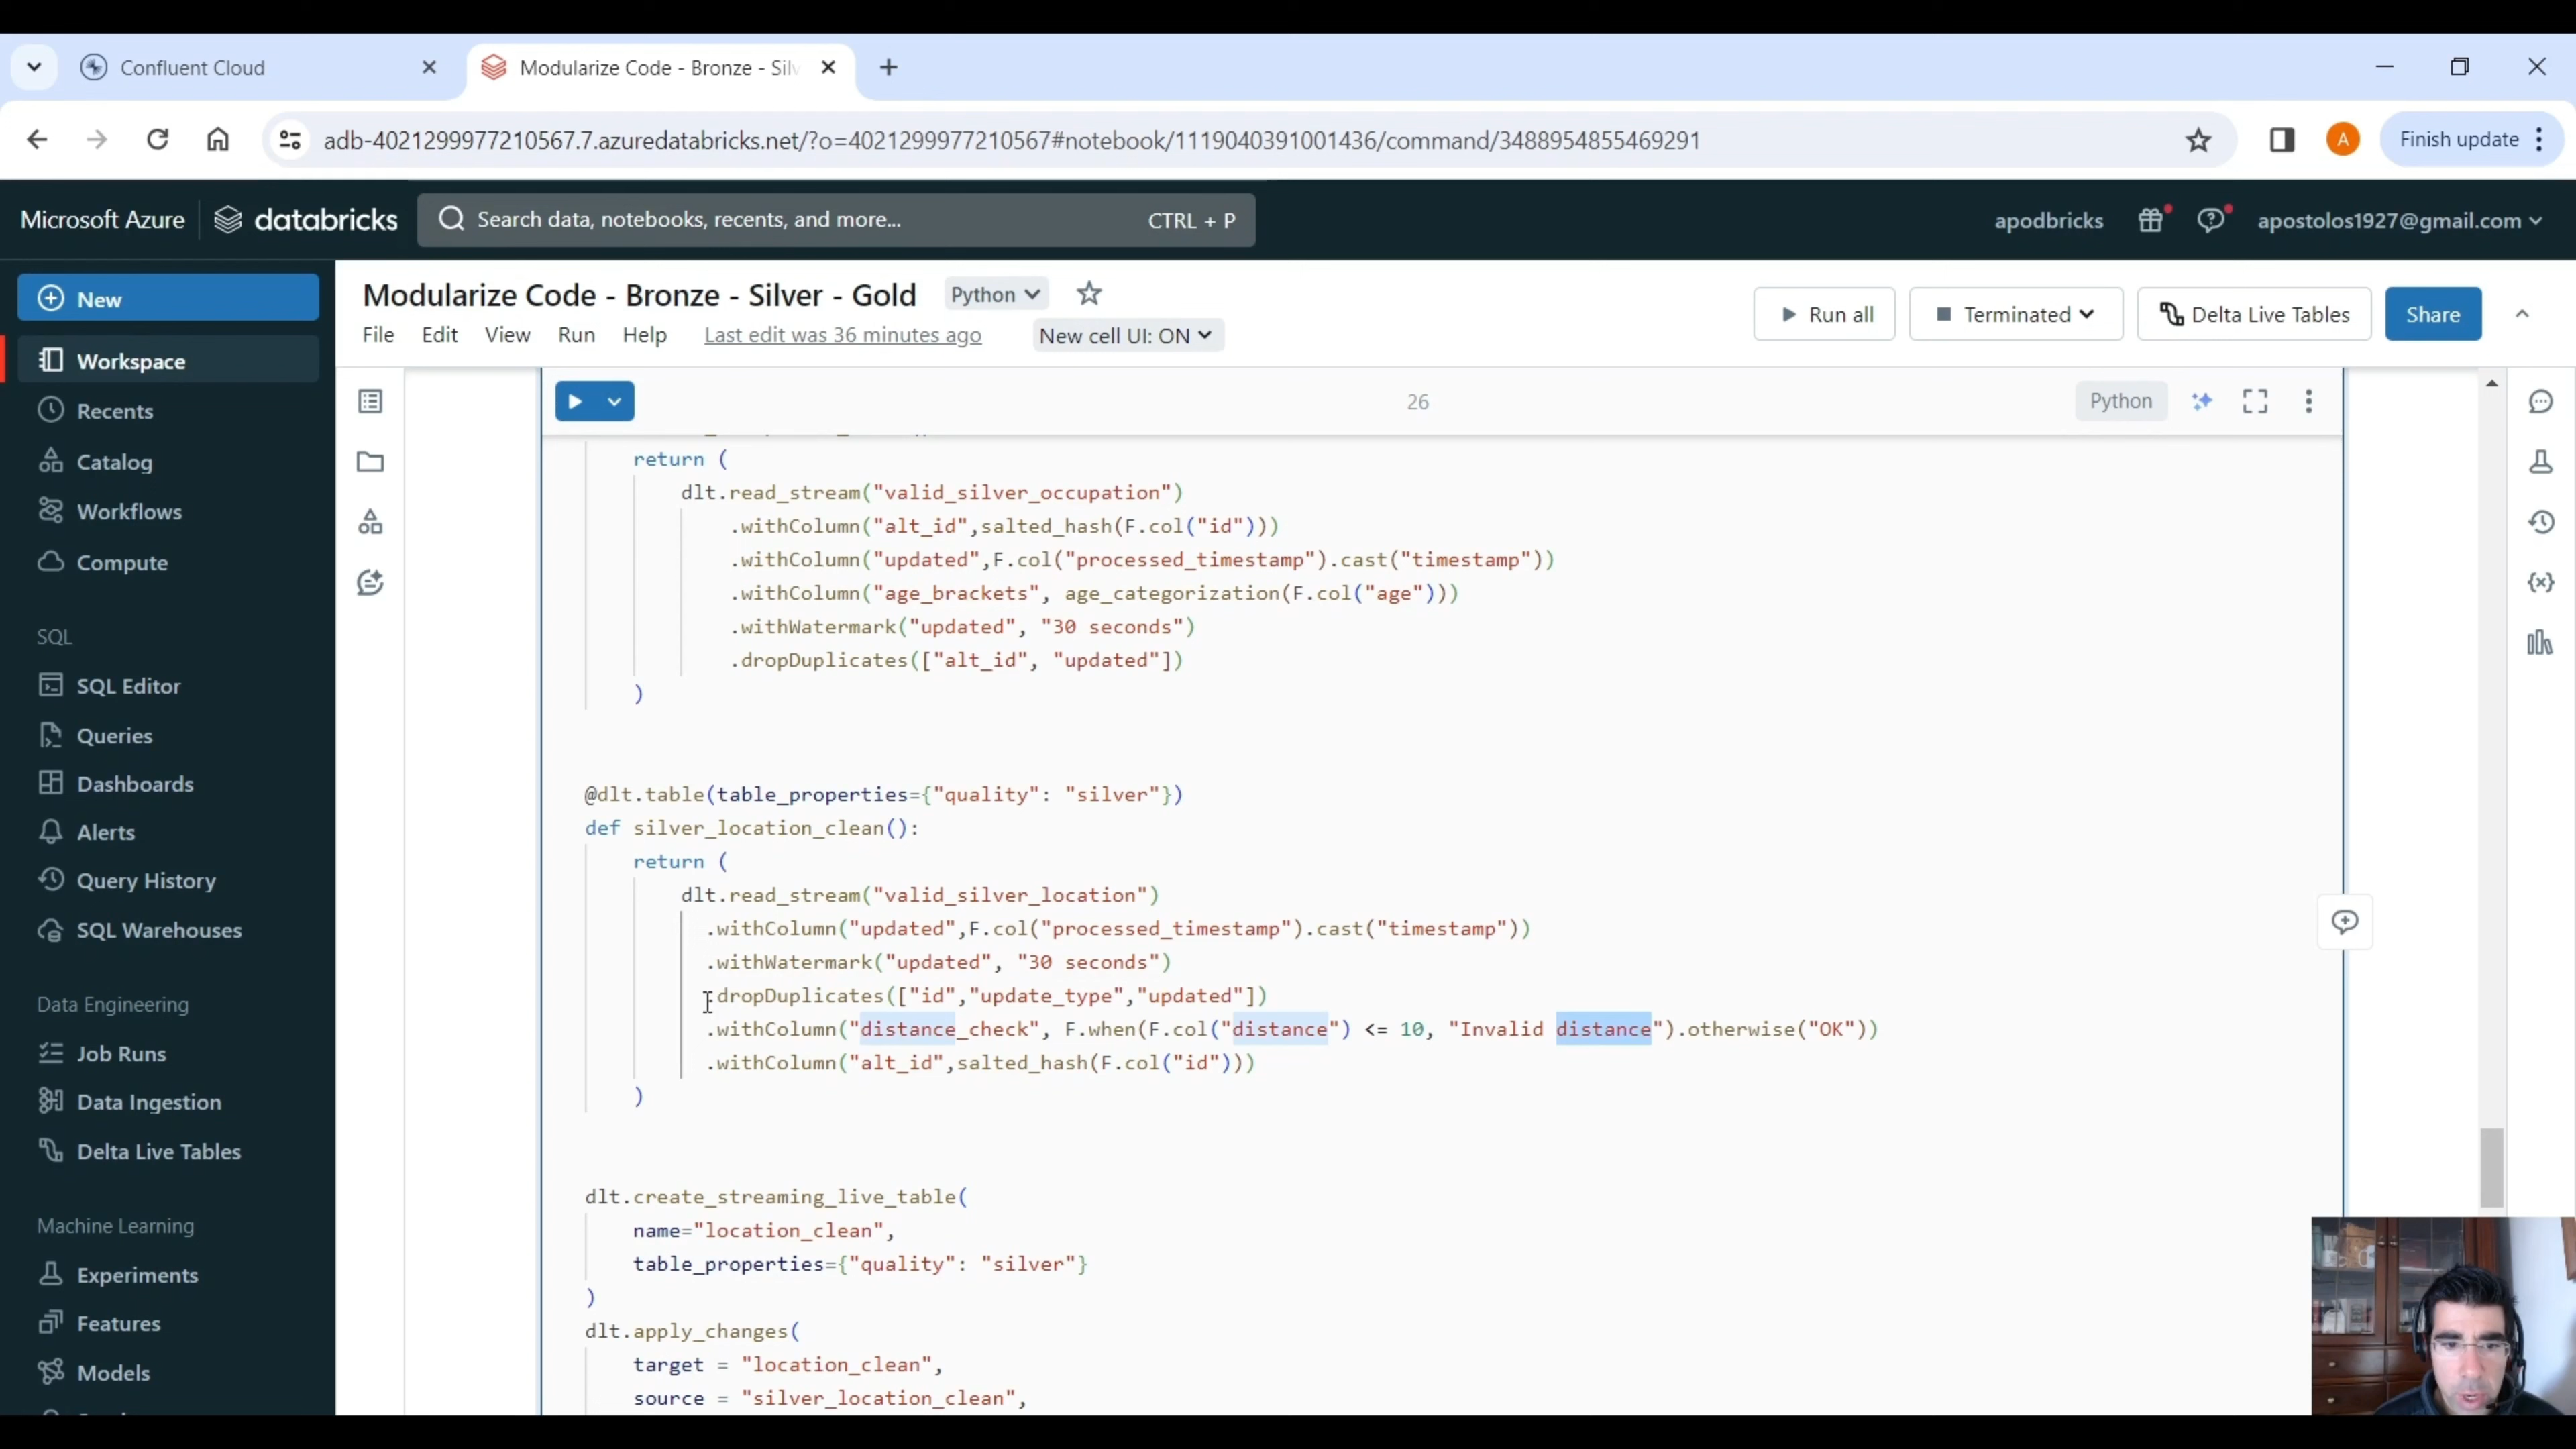 Confluent Cloud
Modularize Code - Bronze - Silv
adb-4021299977210567.7.azuredatabricks.net/?o=4021299977210567#notebook/1119040391001436/command/3488954855469291
A
Finish update
Microsoft Azure
databricks
Search data, notebooks, recents, and more...
CTRL + P
apodbricks
apostolos1927@gmail.com
New
Workspace
Recents
Catalog
Workflows
Compute
SQL
SQL Editor
Queries
Dashboards
Alerts
Query History
SQL Warehouses
Data Engineering
Job Runs
Data Ingestion
Delta Live Tables
Machine Learning
Experiments
Features
Models
Modularize Code - Bronze - Silver - Gold
Python
File Edit View Run Help Last edit was 36 minutes ago
New cell UI: ON
Run all
Terminated
Delta Live Tables
Share
26
Python
return (
dlt.read_stream("valid_silver_occupation")
.withColumn("alt_id",salted_hash(F.col("id")))
.withColumn("updated",F.col("processed_timestamp").cast("timestamp"))
.withColumn("age_brackets", age_categorization(F.col("age")))
.withWatermark("updated", "30 seconds")
.dropDuplicates(["alt_id", "updated"])
)
@dlt.table(table_properties={"quality": "silver"})
def silver_location_clean():
return (
dlt.read_stream("valid_silver_location")
.withColumn("updated",F.col("processed_timestamp").cast("timestamp"))
.withWatermark("updated", "30 seconds")
.dropDuplicates(["id","update_type","updated"])
.withColumn("distance_check", F.when(F.col("distance") <= 10, "Invalid distance").otherwise("OK"))
.withColumn("alt_id",salted_hash(F.col("id")))
)
dlt.create_streaming_live_table(
name="location_clean",
table_properties={"quality": "silver"}
)
dlt.apply_changes(
target = "location_clean",
source = "silver_location_clean",